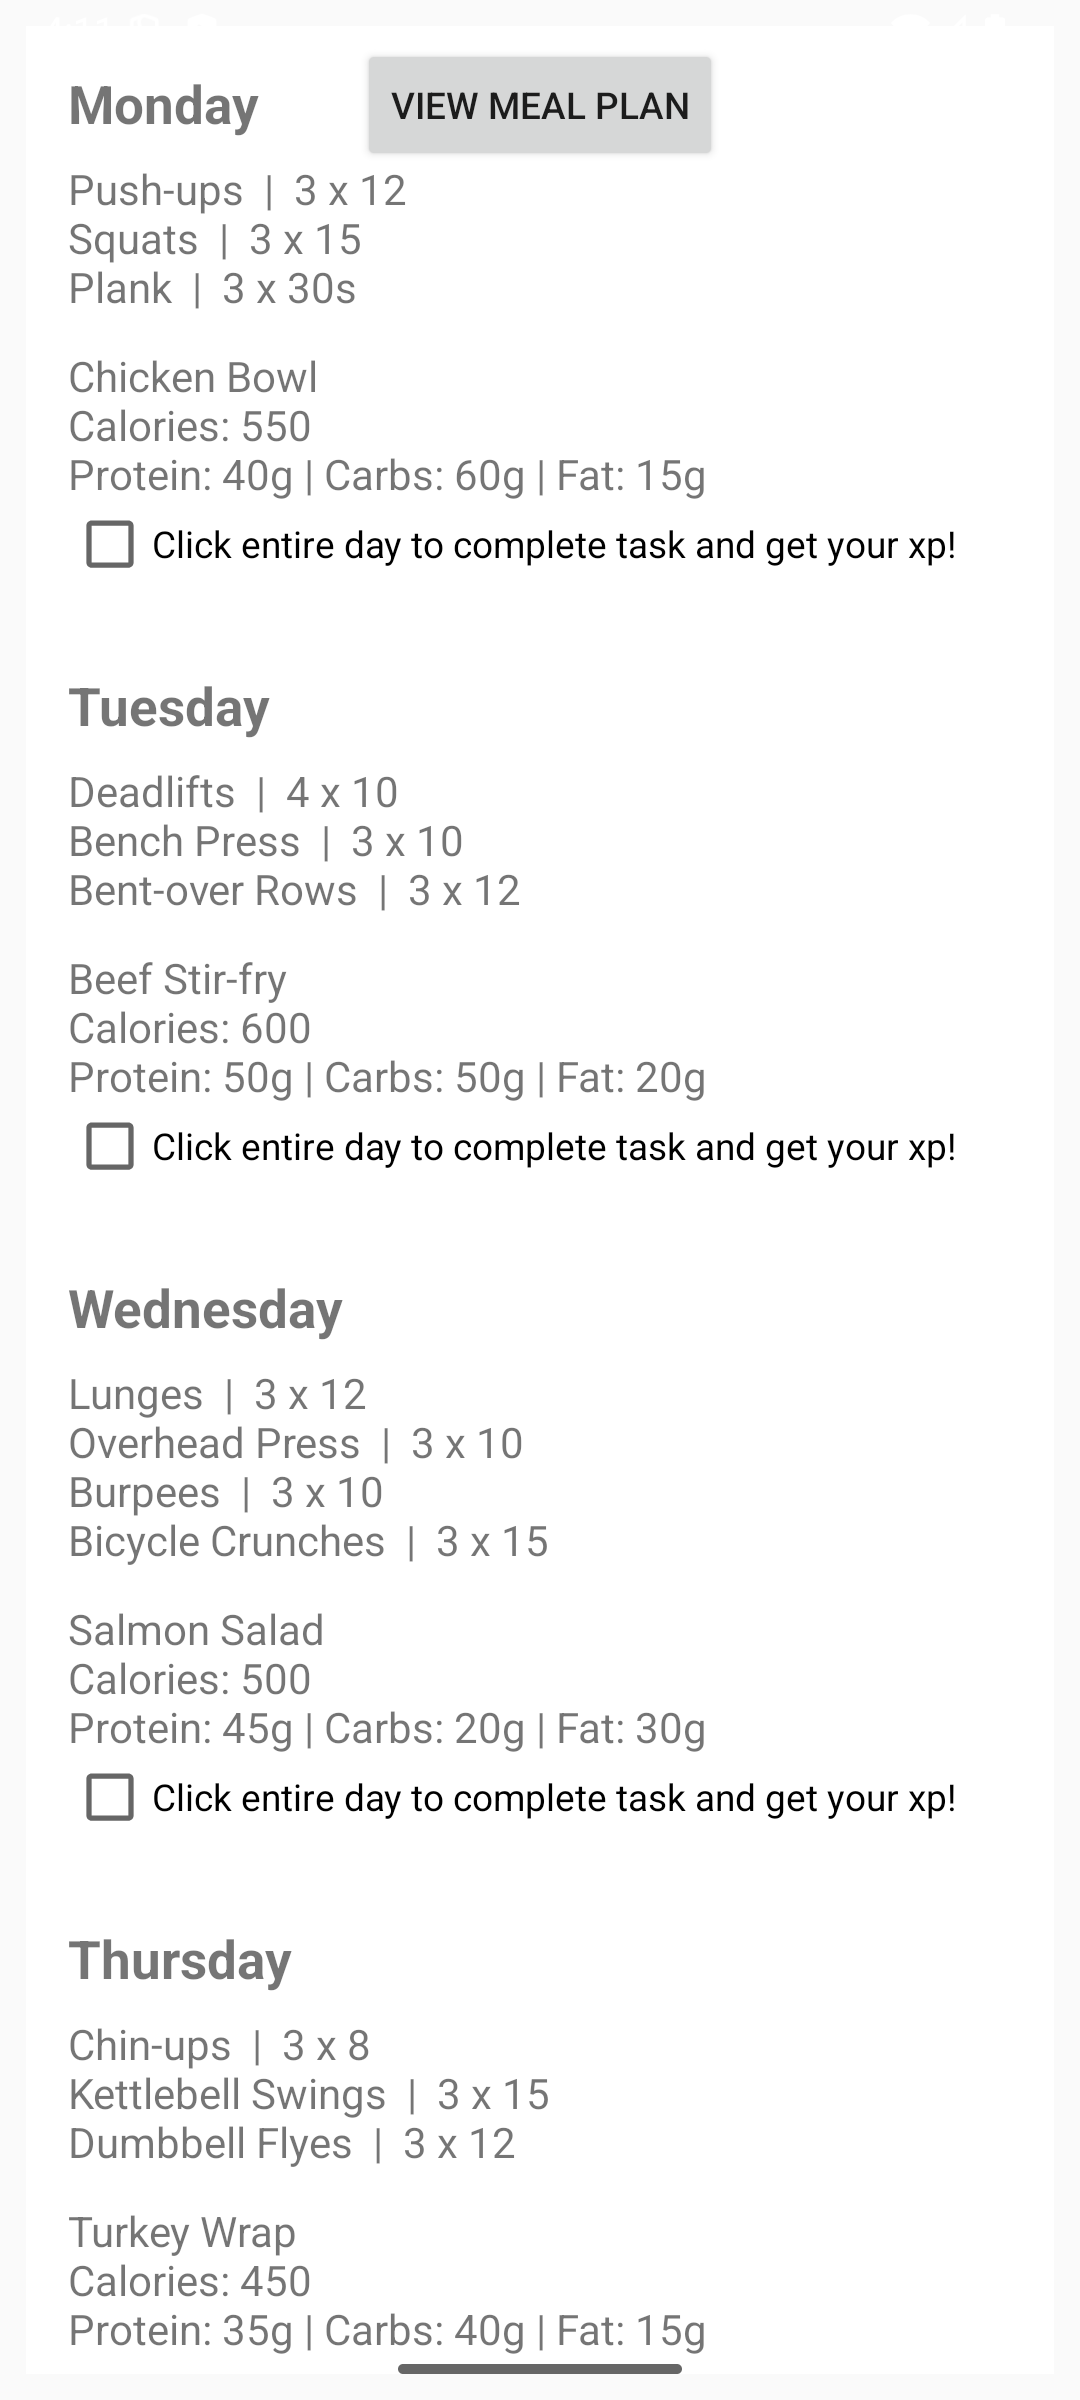 Monday
VIEW MEAL PLAN
Push-ups | 3 x 12
Squats | 3 x 15
Plank | 3 x 30s
Chicken Bowl
Calories: 550
Protein: 40g | Carbs: 60g | Fat: 15g
Click entire day to complete task and get your xp!
Tuesday
Deadlifts | 4 x 10
Bench Press | 3 x 10
Bent-over Rows | 3 x 12
Beef Stir-fry
Calories: 600
Protein: 50g | Carbs: 50g | Fat: 20g
Click entire day to complete task and get your xp!
Wednesday
Lunges | 3 x 12
Overhead Press | 3 x 10
Burpees | 3 x 10
Bicycle Crunches | 3 x 15
Salmon Salad
Calories: 500
Protein: 45g | Carbs: 20g | Fat: 30g
Click entire day to complete task and get your xp!
Thursday
Chin-ups | 3 x 8
Kettlebell Swings | 3 x 15
Dumbbell Flyes | 3 x 12
Turkey Wrap
Calories: 450
Protein: 35g | Carbs: 40g | Fat: 15g